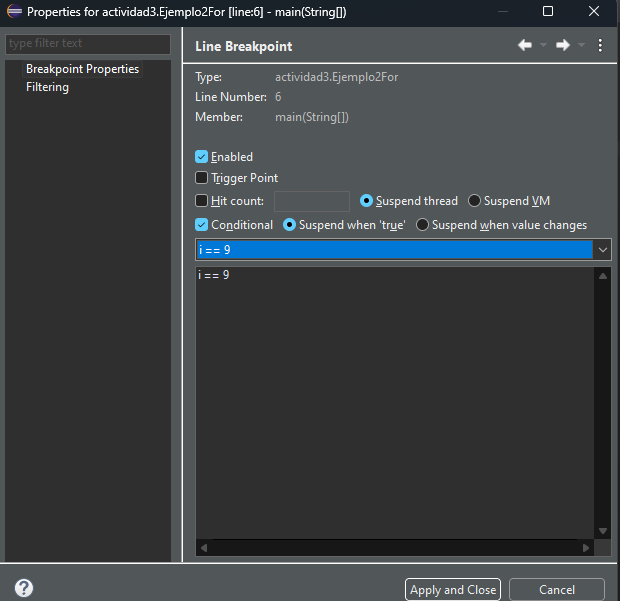 Properties for actividad3.Ejemplo2For [line:6] - main(String[])
type filter text
Breakpoint Properties
Filtering
Line Breakpoint
Type: actividad3.Ejemplo2For
Line Number: 6
Member: main(String[])
Enabled
Trigger Point
Hit count: Suspend thread Suspend VM
Conditional Suspend when 'true' Suspend when value changes
i == 9
i == 9
Apply and Close Cancel